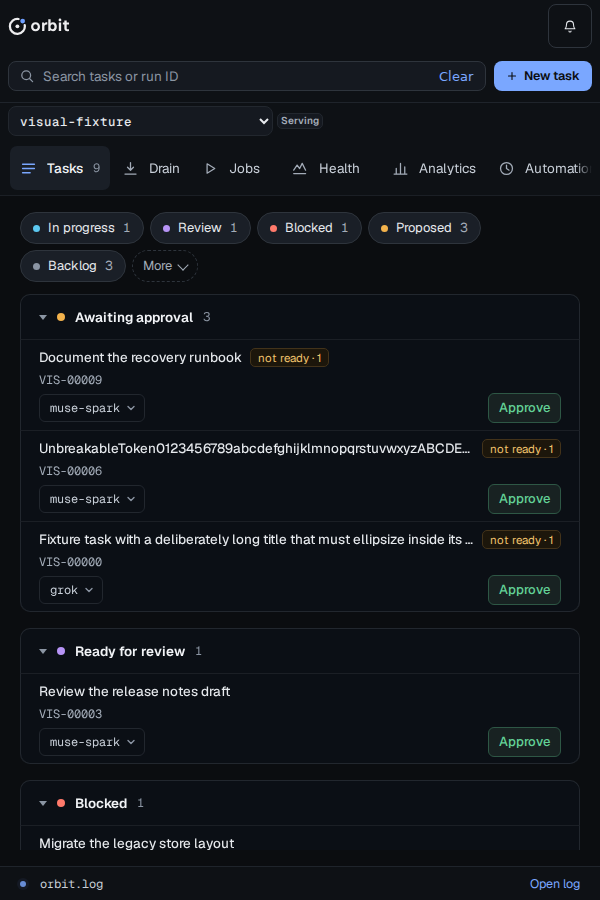 orbit
Search tasks or run ID Clear
+ New task
visual-fixture Serving
Tasks 9 Drain Jobs Health Analytics Automatio
In progress 1 Review 1 Blocked 1 Proposed 3
Backlog 3 More
Awaiting approval 3
Document the recovery runbook not ready · 1
VIS-00009
muse-spark Approve
UnbreakableToken0123456789abcdefghijklmnopqrstuvwxyzABCDE… not ready · 1
VIS-00006
muse-spark Approve
Fixture task with a deliberately long title that must ellipsize inside its … not ready · 1
VIS-00000
grok Approve
Ready for review 1
Review the release notes draft
VIS-00003
muse-spark Approve
Blocked 1
Migrate the legacy store layout
orbit.log Open log